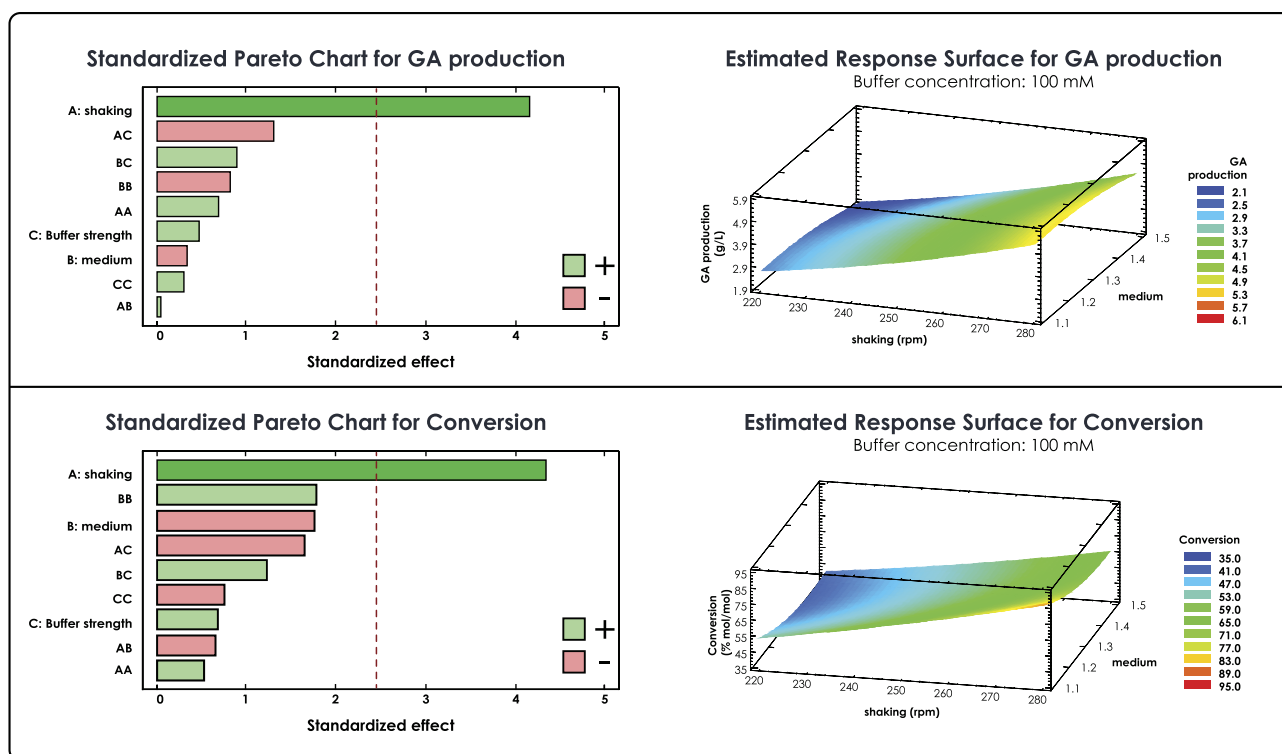 Standardized Pareto Chart for GA production
A: shaking
AC
BC
BB
AA
C: Buffer strength
B: medium
CC
AB
+
-
0 1 2 3 4 5
Standardized effect
Estimated Response Surface for GA production
Buffer concentration: 100 mM
GA production
(g/L)
5.9
4.9
3.9
2.9
1.9
220 230 240 250 260 270 280
shaking (rpm)
1.1
1.2
1.3
1.4
1.5
medium
GA
production
2.1
2.5
2.9
3.3
3.7
4.1
4.5
4.9
5.3
5.7
6.1
Standardized Pareto Chart for Conversion
A: shaking
BB
B: medium
AC
BC
CC
C: Buffer strength
AB
AA
+
-
0 1 2 3 4 5
Standardized effect
Estimated Response Surface for Conversion
Buffer concentration: 100 mM
Conversion
(% mol/mol)
95
85
75
65
55
45
35
220 230 240 250 260 270 280
shaking (rpm)
1.1
1.2
1.3
1.4
1.5
medium
Conversion
35.0
41.0
47.0
53.0
59.0
65.0
71.0
77.0
83.0
89.0
95.0